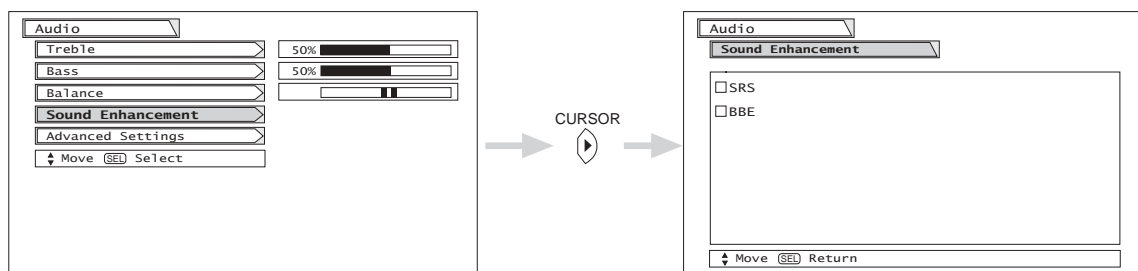 Audio
Treble 50%
Bass 50%
Balance
Sound Enhancement
Advanced Settings
Move SEL Select
CURSOR
Audio
Sound Enhancement
SRS
BBE
Move SEL Return